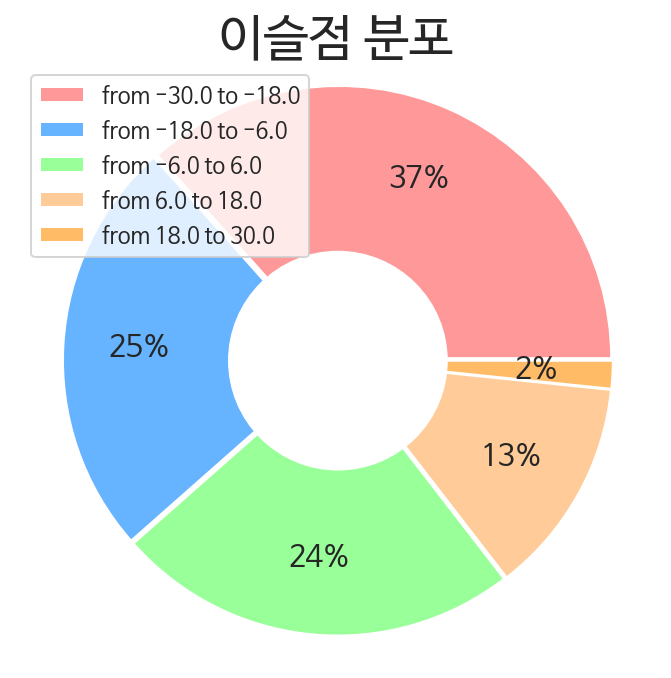 이슬점 분포
from −30.0 to −18.0
from −18.0 to −6.0
from −6.0 to 6.0
from 6.0 to 18.0
from 18.0 to 30.0
37%
25%
2%
13%
24%